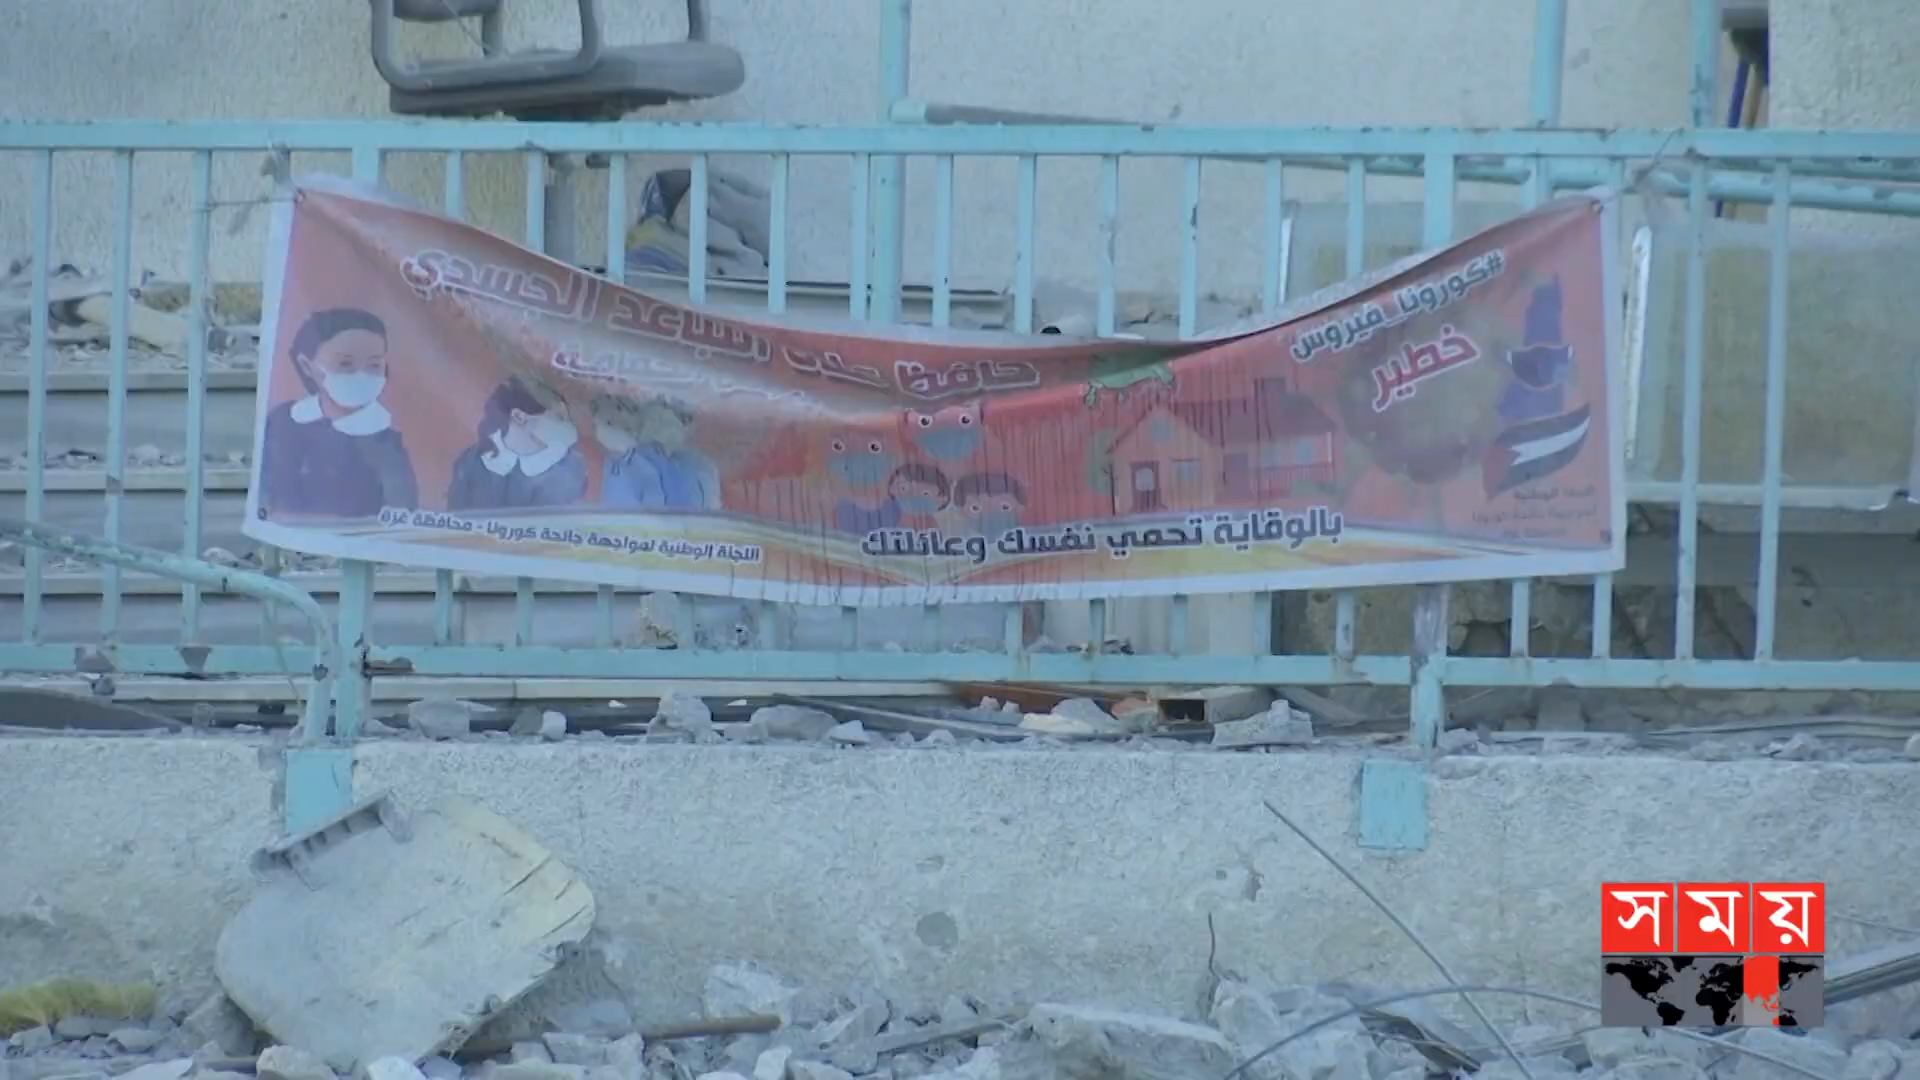 #كورونا_فيروس
خطير
حافظ على التباعد الجسدي
بالوقاية تحمي نفسك وعائلتك
اللجنة الوطنية لمواجهة جائحة كورونا - محافظة غزة
সময়